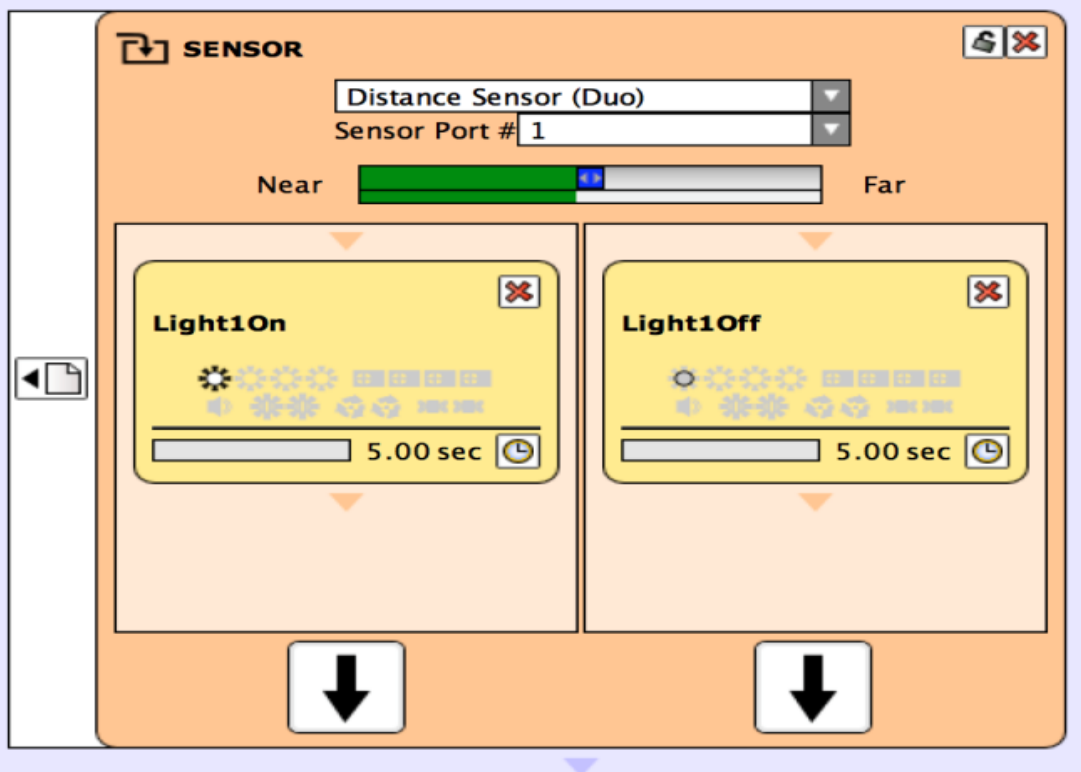 SENSOR
Distance Sensor (Duo)
Sensor Port # 1
Near Far
Light1On Light1Off
5.00 sec 5.00 sec